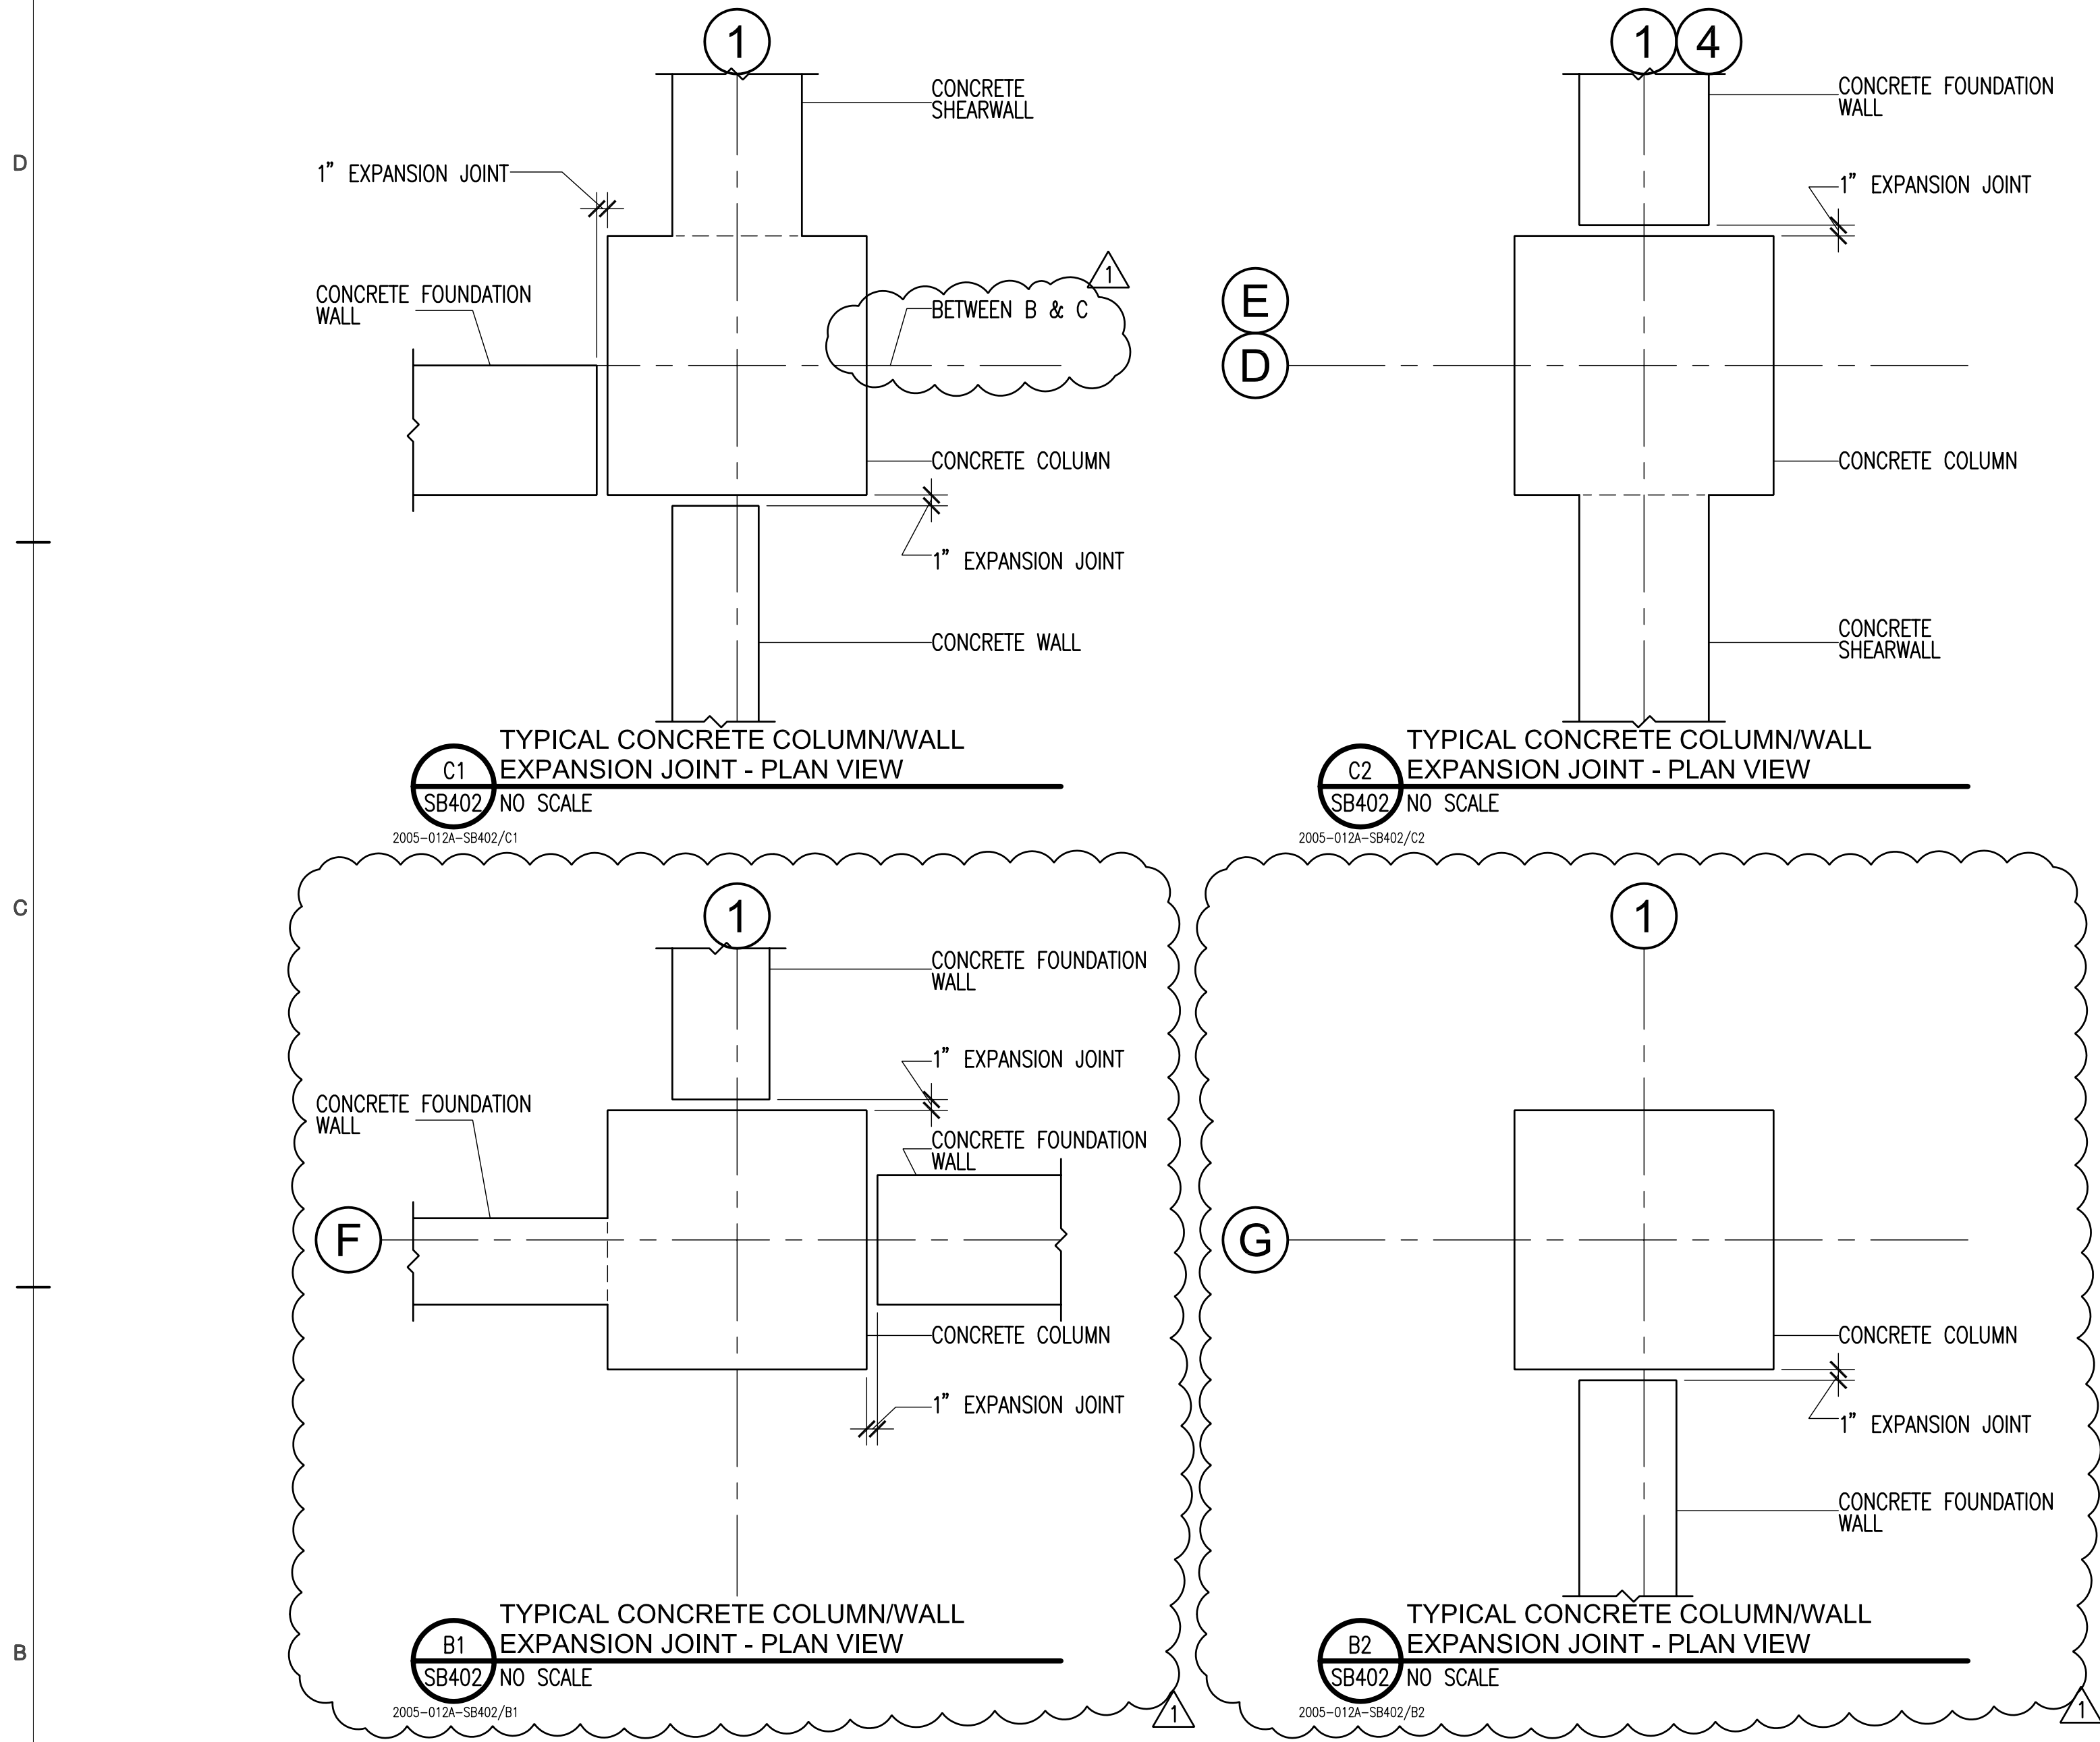 D
C
B
1
CONCRETE
SHEARWALL
1" EXPANSION JOINT
CONCRETE FOUNDATION
WALL
1
BETWEEN B & C
CONCRETE COLUMN
1" EXPANSION JOINT
CONCRETE WALL
C1
SB402
TYPICAL CONCRETE COLUMN/WALL
EXPANSION JOINT - PLAN VIEW
NO SCALE
2005-012A-SB402/C1
1
4
CONCRETE FOUNDATION
WALL
1" EXPANSION JOINT
E
D
CONCRETE COLUMN
CONCRETE
SHEARWALL
C2
SB402
TYPICAL CONCRETE COLUMN/WALL
EXPANSION JOINT - PLAN VIEW
NO SCALE
2005-012A-SB402/C2
1
CONCRETE FOUNDATION
WALL
1" EXPANSION JOINT
CONCRETE FOUNDATION
WALL
CONCRETE FOUNDATION
WALL
F
CONCRETE COLUMN
1" EXPANSION JOINT
B1
SB402
TYPICAL CONCRETE COLUMN/WALL
EXPANSION JOINT - PLAN VIEW
NO SCALE
2005-012A-SB402/B1
1
1
G
CONCRETE COLUMN
1" EXPANSION JOINT
CONCRETE FOUNDATION
WALL
B2
SB402
TYPICAL CONCRETE COLUMN/WALL
EXPANSION JOINT - PLAN VIEW
NO SCALE
2005-012A-SB402/B2
1